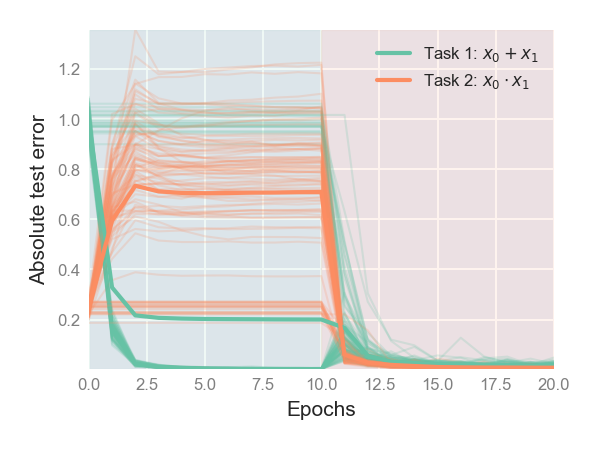 Absolute test error
1.2
1.0
0.8
0.6
0.4
0.2
Task 1: x₀ + x₁
Task 2: x₀ · x₁
0.0 2.5 5.0 7.5 10.0 12.5 15.0 17.5 20.0
Epochs